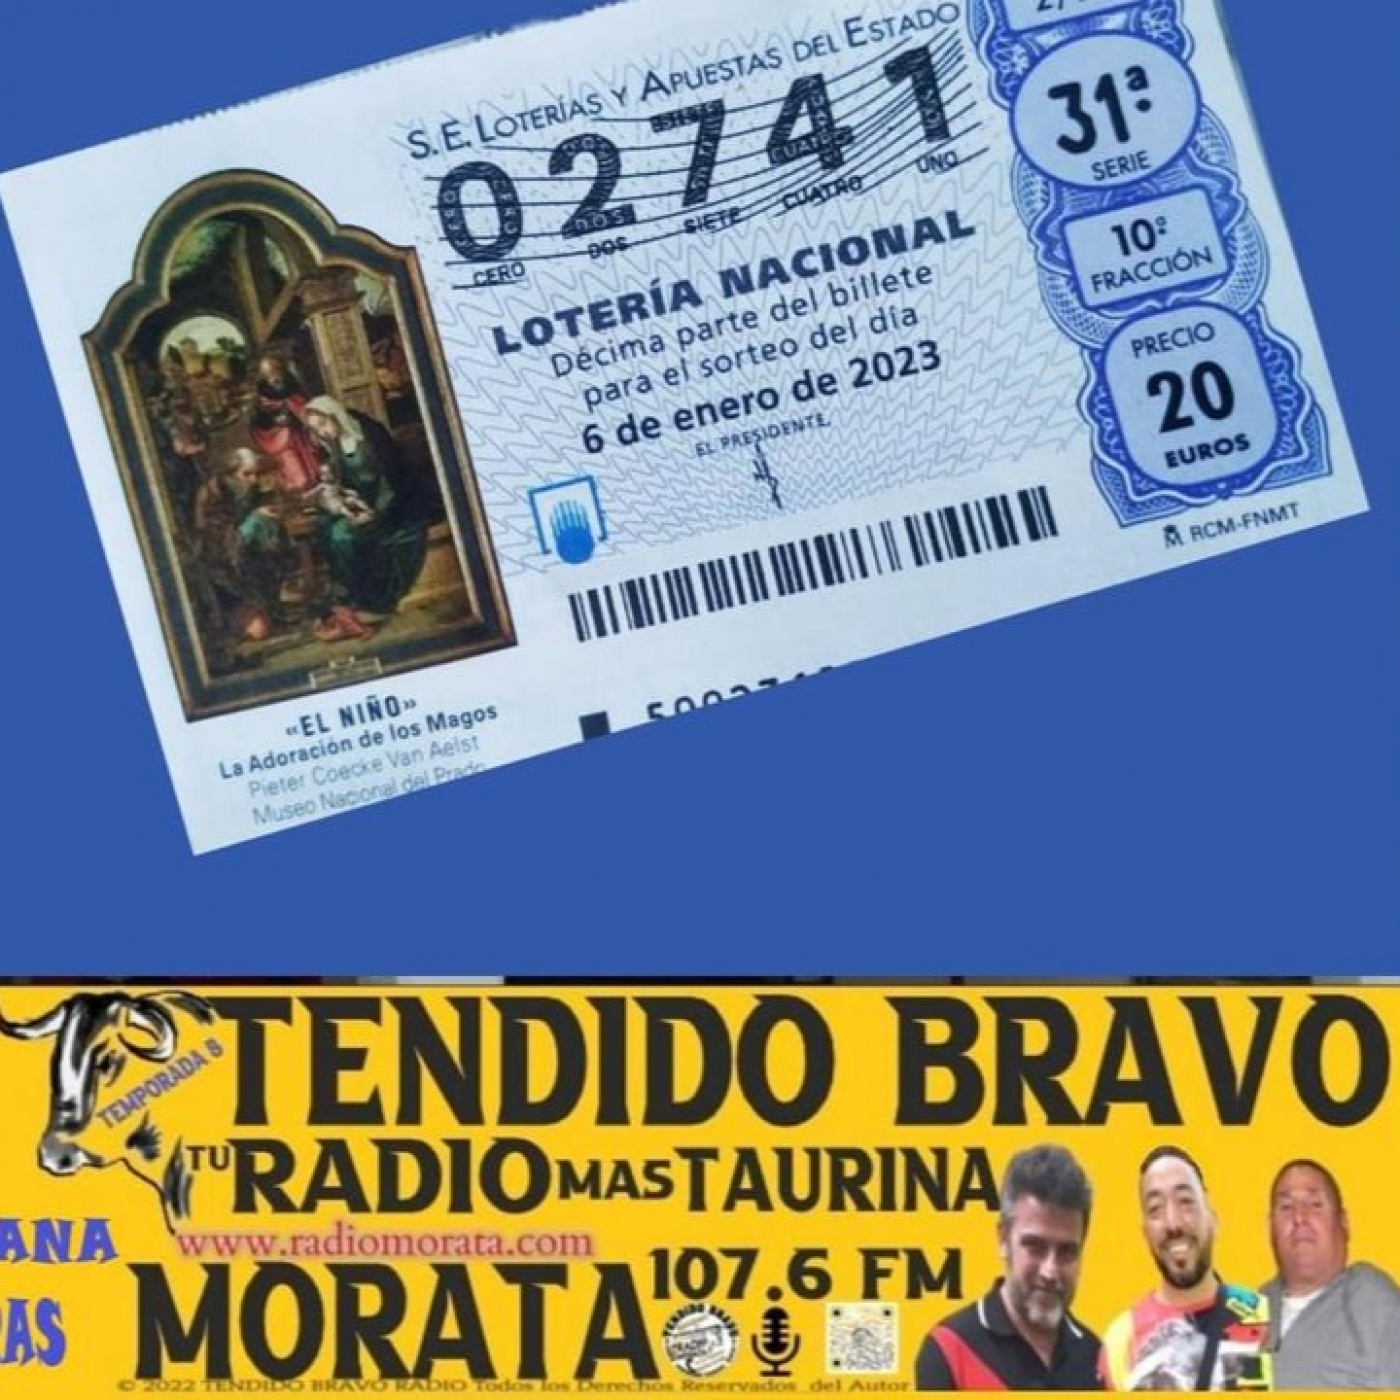 S.E. LOTERÍAS Y APUESTAS DEL ESTADO
02741
CERO DOS SIETE CUATRO UNO
LOTERÍA NACIONAL
Décima parte del billete
para el sorteo del día
6 de enero de 2023
EL PRESIDENTE,
31ª
SERIE
10ª
FRACCIÓN
PRECIO
20
EUROS
RCM-FNMT
«EL NIÑO»
La Adoración de los Magos
Pieter Coecke Van Aelst
Museo Nacional del Prado
TENDIDO BRAVO
TEMPORADA 8
TU RADIO MAS TAURINA
www.radiomorata.com
ANA
MORATA 107.6 FM
PAS
TENDIDO BRAVO
© 2022 TENDIDO BRAVO RADIO Todos los Derechos Reservados del Autor